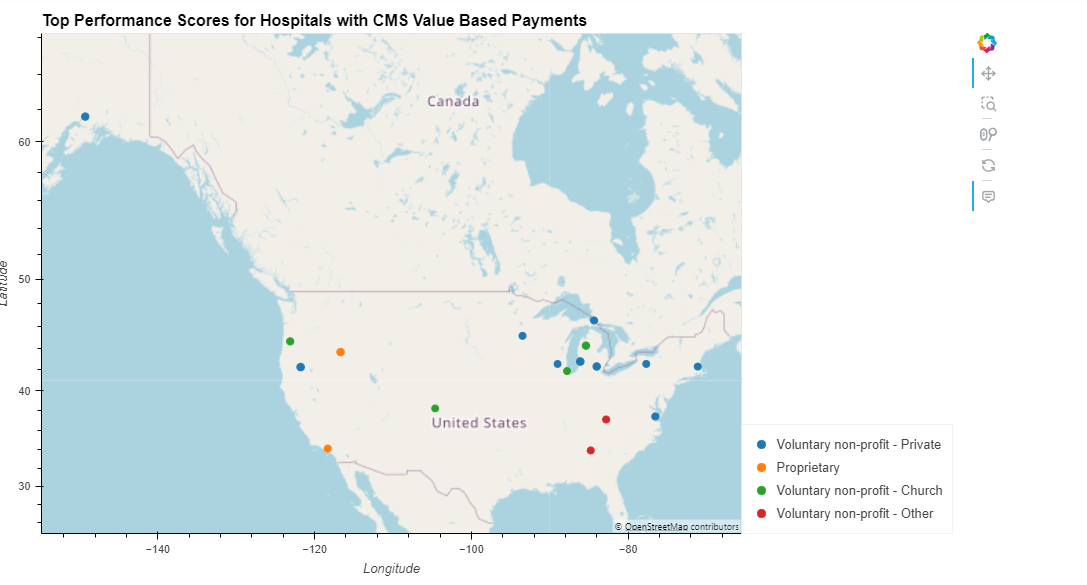 Top Performance Scores for Hospitals with CMS Value Based Payments
Canada
United States
60
50
40
30
Latitude
−140
−120
−100
−80
Longitude
Voluntary non-profit - Private
Proprietary
Voluntary non-profit - Church
Voluntary non-profit - Other
© OpenStreetMap contributors